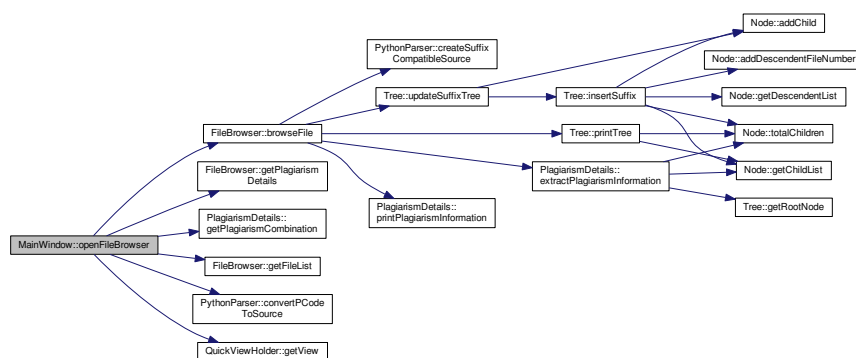 MainWindow::openFileBrowser
FileBrowser::browseFile
FileBrowser::getPlagiarism
Details
PlagiarismDetails::
getPlagiarismCombination
FileBrowser::getFileList
PythonParser::convertPCode
ToSource
QuickViewHolder::getView
PythonParser::createSuffix
CompatibleSource
Tree::updateSuffixTree
PlagiarismDetails::
printPlagiarismInformation
Tree::insertSuffix
Tree::printTree
PlagiarismDetails::
extractPlagiarismInformation
Node::addChild
Node::addDescendentFileNumber
Node::getDescendentList
Node::totalChildren
Node::getChildList
Tree::getRootNode